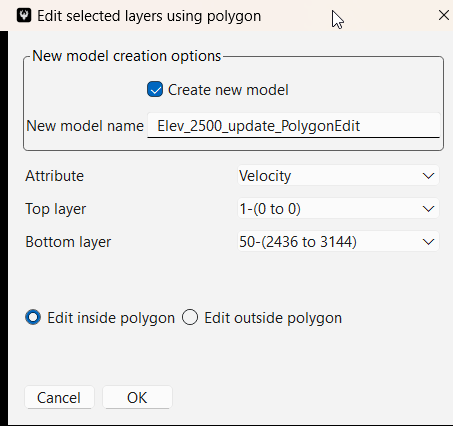 Edit selected layers using polygon
New model creation options
Create new model
New model name Elev_2500_update_PolygonEdit
Attribute Velocity
Top layer 1-(0 to 0)
Bottom layer 50-(2436 to 3144)
Edit inside polygon Edit outside polygon
Cancel OK